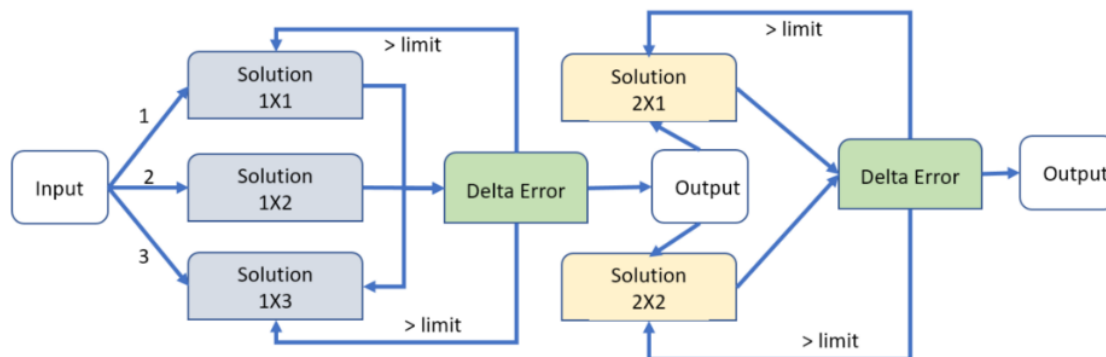 > limit
> limit
Solution
1X1
Solution
2X1
1
Input
2
Solution
1X2
Delta Error
Output
Delta Error
Output
3
Solution
1X3
Solution
2X2
> limit
> limit